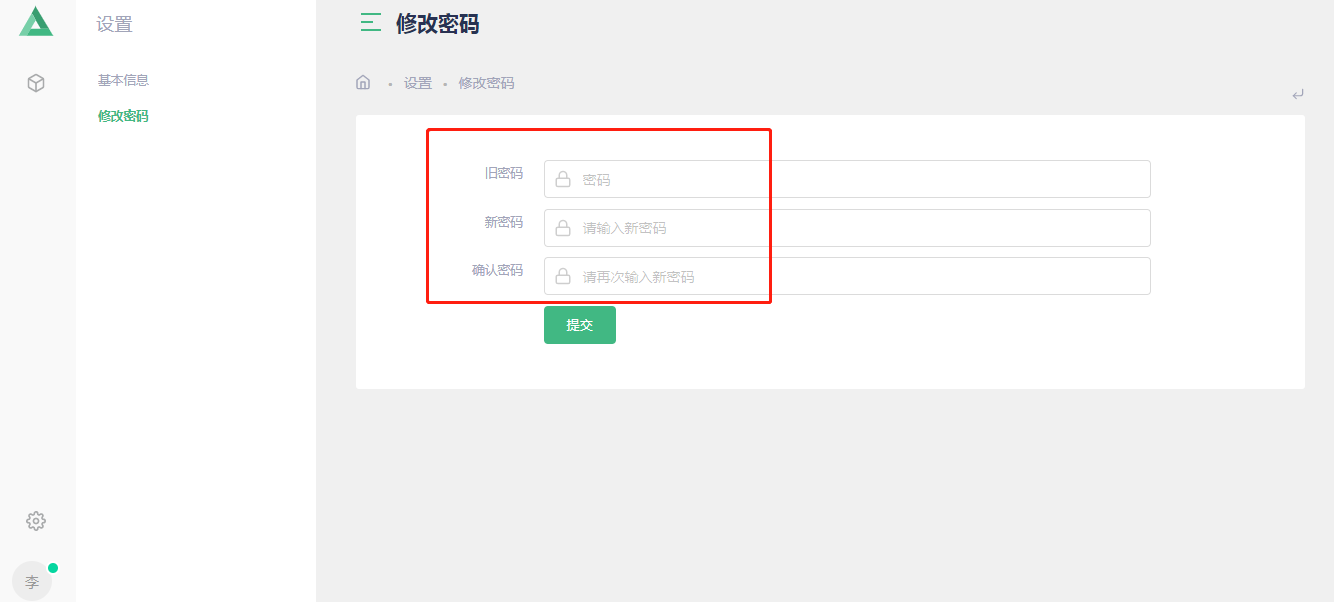 设置
基本信息
修改密码
修改密码
• 设置 • 修改密码
旧密码 密码
新密码 请输入新密码
确认密码 请再次输入新密码
提交
李